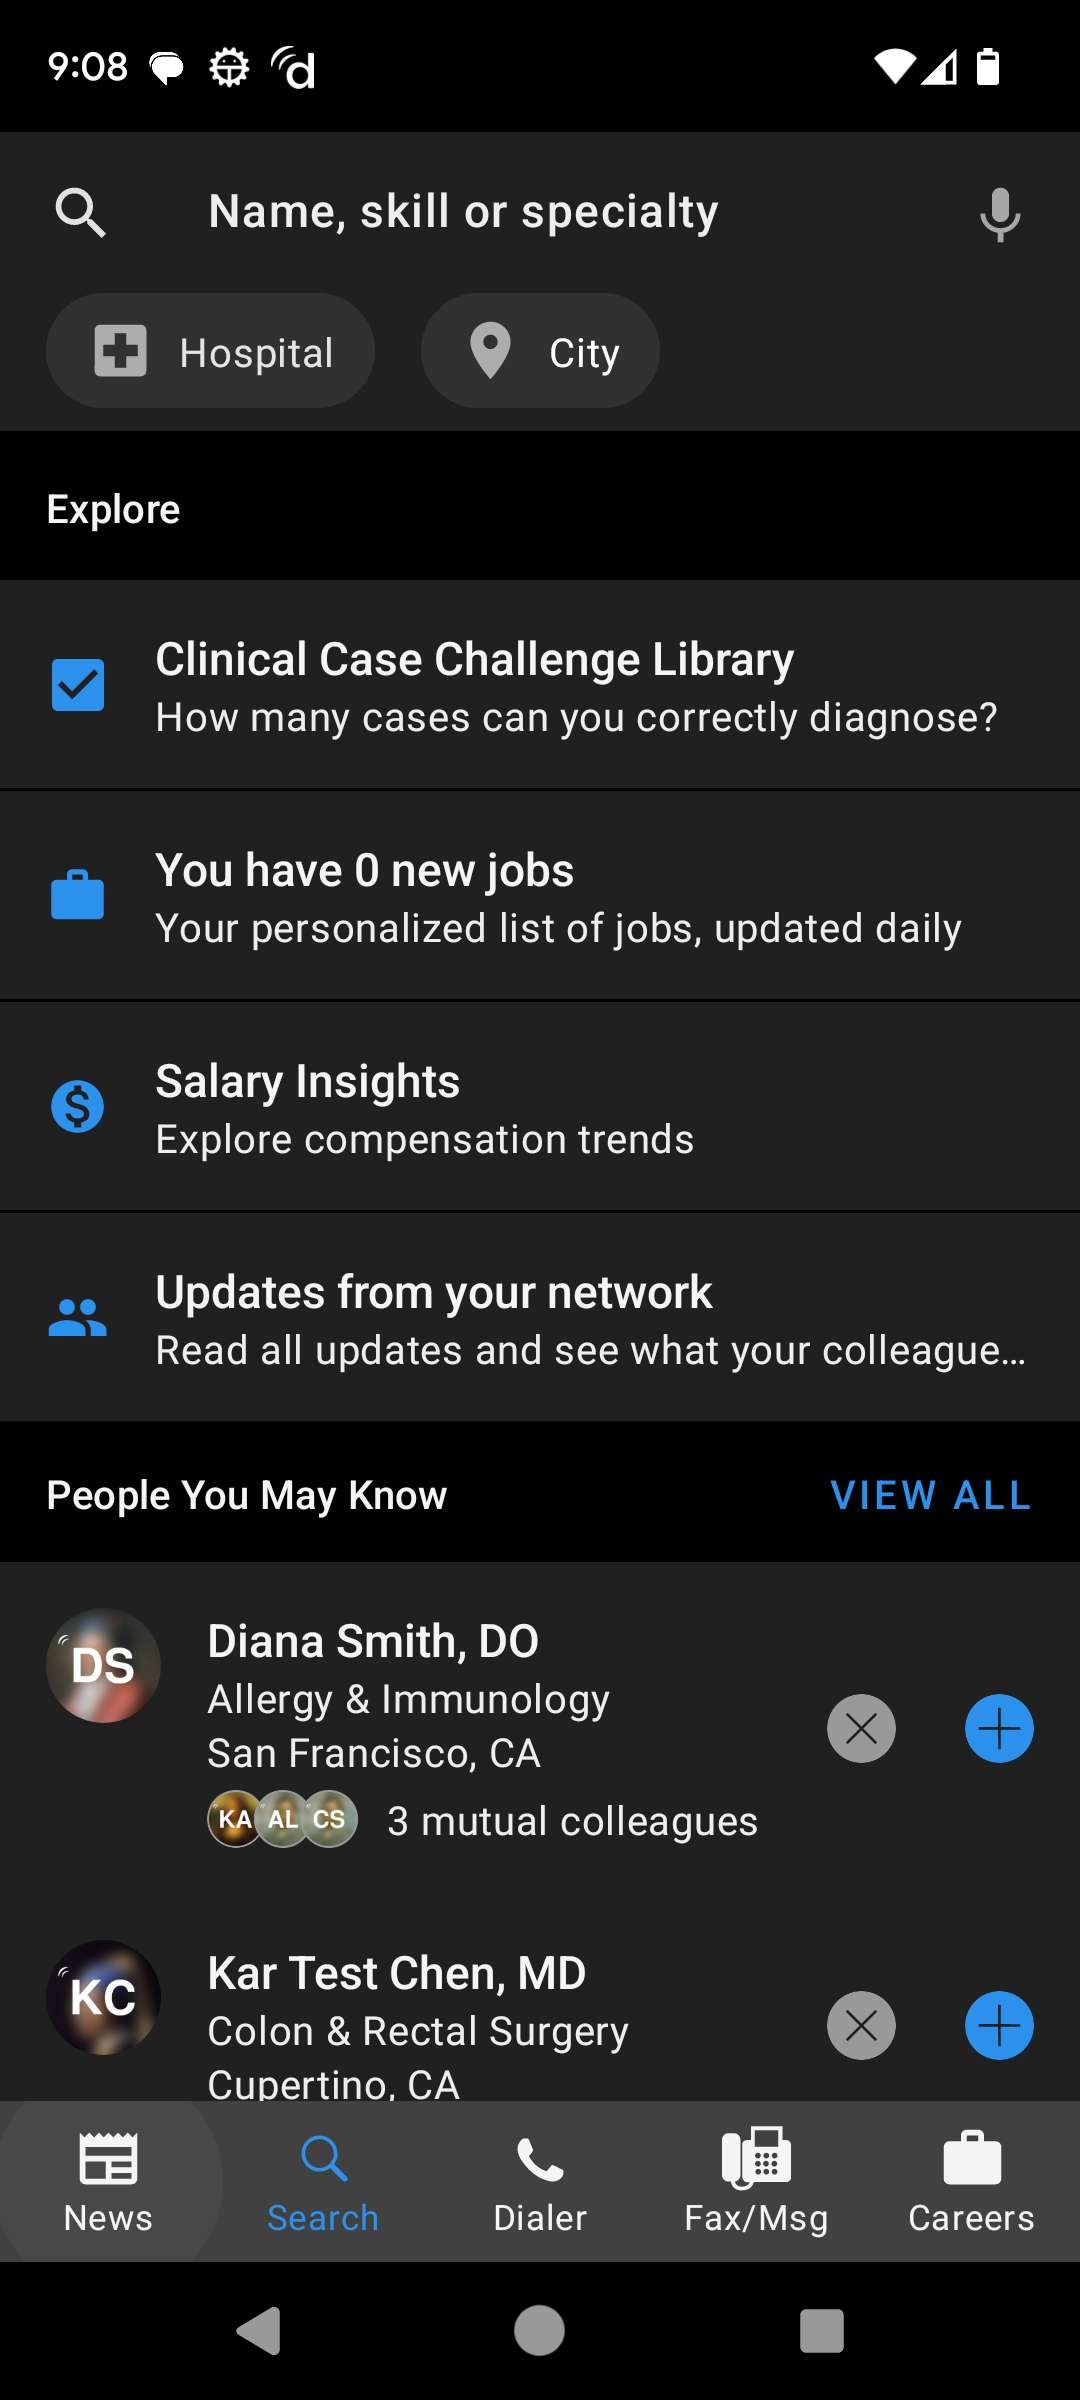 9:08
Name, skill or specialty
Hospital
City
Explore
Clinical Case Challenge Library
How many cases can you correctly diagnose?
You have 0 new jobs
Your personalized list of jobs, updated daily
Salary Insights
Explore compensation trends
Updates from your network
Read all updates and see what your colleague...
People You May Know
VIEW ALL
DS
Diana Smith, DO
Allergy & Immunology
San Francisco, CA
KA AL CS
3 mutual colleagues
KC
Kar Test Chen, MD
Colon & Rectal Surgery
Cupertino, CA
News
Search
Dialer
Fax/Msg
Careers